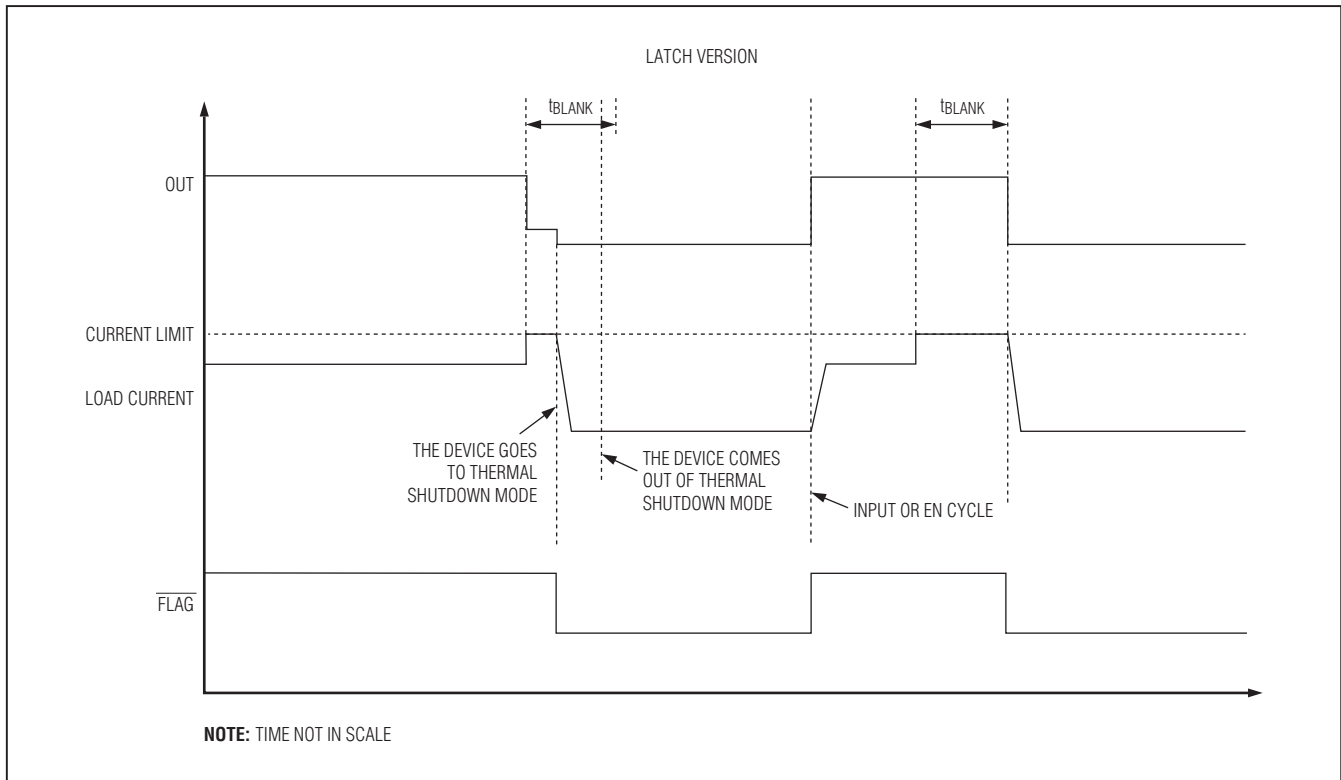 LATCH VERSION
tBLANK
tBLANK
OUT
CURRENT LIMIT
LOAD CURRENT
THE DEVICE GOES
TO THERMAL
SHUTDOWN MODE
THE DEVICE COMES
OUT OF THERMAL
SHUTDOWN MODE
INPUT OR EN CYCLE
FLAG
NOTE: TIME NOT IN SCALE